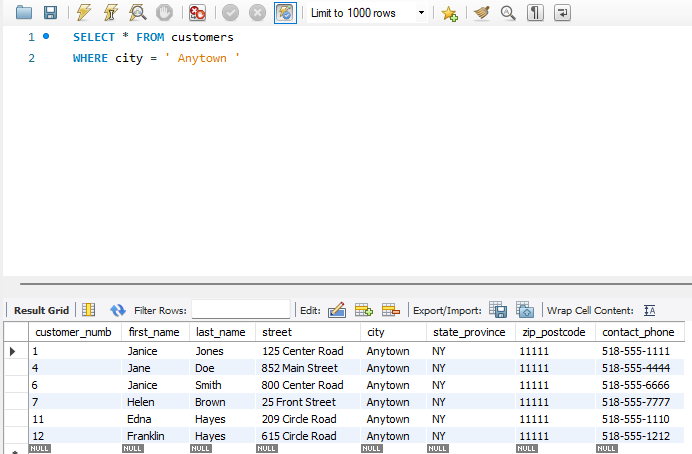 Limit to 1000 rows
1 SELECT * FROM customers
2 WHERE city = ' Anytown '
Result Grid Filter Rows: Edit: Export/Import: Wrap Cell Content:
customer_numb first_name last_name street city state_province zip_postcode contact_phone
1 Janice Jones 125 Center Road Anytown NY 11111 518-555-1111
4 Jane Doe 852 Main Street Anytown NY 11111 518-555-4444
6 Janice Smith 800 Center Road Anytown NY 11111 518-555-6666
7 Helen Brown 25 Front Street Anytown NY 11111 518-555-7777
11 Edna Hayes 209 Circle Road Anytown NY 11111 518-555-1110
12 Franklin Hayes 615 Circle Road Anytown NY 11111 518-555-1212
NULL NULL NULL NULL NULL NULL NULL NULL